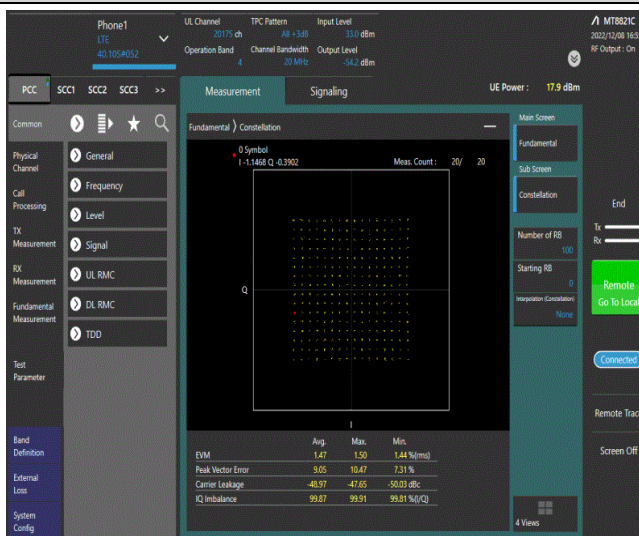 Phone1
LTE
40.10S#052
UL Channel TPC Pattern Input Level
20175 ch All +3dB 33.0 dBm
Operation Band Channel Bandwidth Output Level
4 20 MHz -54.2 dBm
MT8821C
2022/12/08 16:5
RF Output : On
PCC SCC1 SCC2 SCC3 >>
Measurement Signaling UE Power : 17.9 dBm
Common
Physical
Channel
Call
Processing
TX
Measurement
RX
Measurement
Fundamental
Measurement
Test
Parameter
Band
Definition
External
Loss
System
Config
General
Frequency
Level
Signal
UL RMC
DL RMC
TDD
Fundamental Constellation
0 Symbol
I -1.1468 Q -0.3902 Meas. Count : 20/ 20
Q
I
Avg. Max. Min.
EVM 1.47 1.50 1.44 %(rms)
Peak Vector Error 9.05 10.47 7.31 %
Carrier Leakage -48.97 -47.65 -50.03 dBc
IQ Imbalance 99.87 99.91 99.81 %(I/Q)
Main Screen
Fundamental
Sub Screen
Constellation
Number of RB
100
Starting RB
0
Interpolation (Constellation)
None
4 Views
End
Tx
Rx
Remote
Go To Local
Connected
Remote Trac
Screen Off